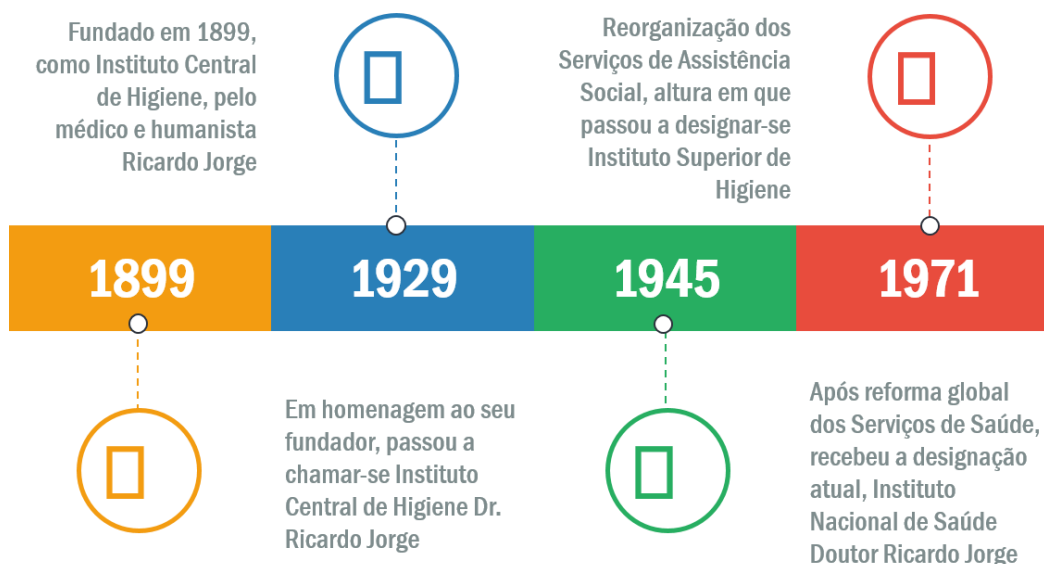 Fundado em 1899,
como Instituto Central
de Higiene, pelo
médico e humanista
Ricardo Jorge
Reorganização dos
Serviços de Assistência
Social, altura em que
passou a designar-se
Instituto Superior de
Higiene
1899
1929
1945
1971
Em homenagem ao seu
fundador, passou a
chamar-se Instituto
Central de Higiene Dr.
Ricardo Jorge
Após reforma global
dos Serviços de Saúde,
recebeu a designação
atual, Instituto
Nacional de Saúde
Doutor Ricardo Jorge